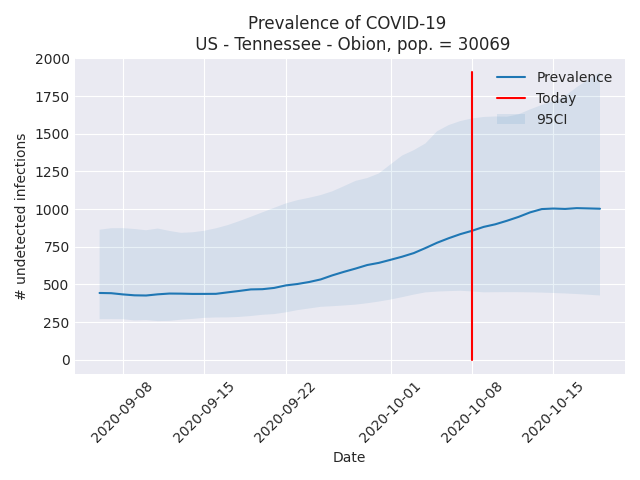 Prevalence of COVID-19
US - Tennessee - Obion, pop. = 30069
2000
1750
1500
1250
1000
750
500
250
0
# undetected infections
Prevalence
Today
95CI
2020-09-08
2020-09-15
2020-09-22
2020-10-01
2020-10-08
2020-10-15
Date